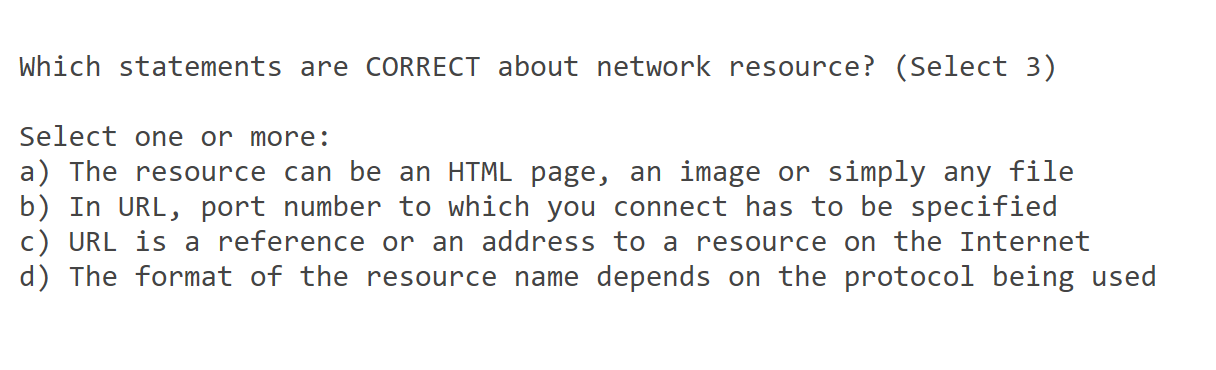 Which statements are CORRECT about network resource? (Select 3)
Select one or more:
a) The resource can be an HTML page, an image or simply any file
b) In URL, port number to which you connect has to be specified
c) URL is a reference or an address to a resource on the Internet
d) The format of the resource name depends on the protocol being used